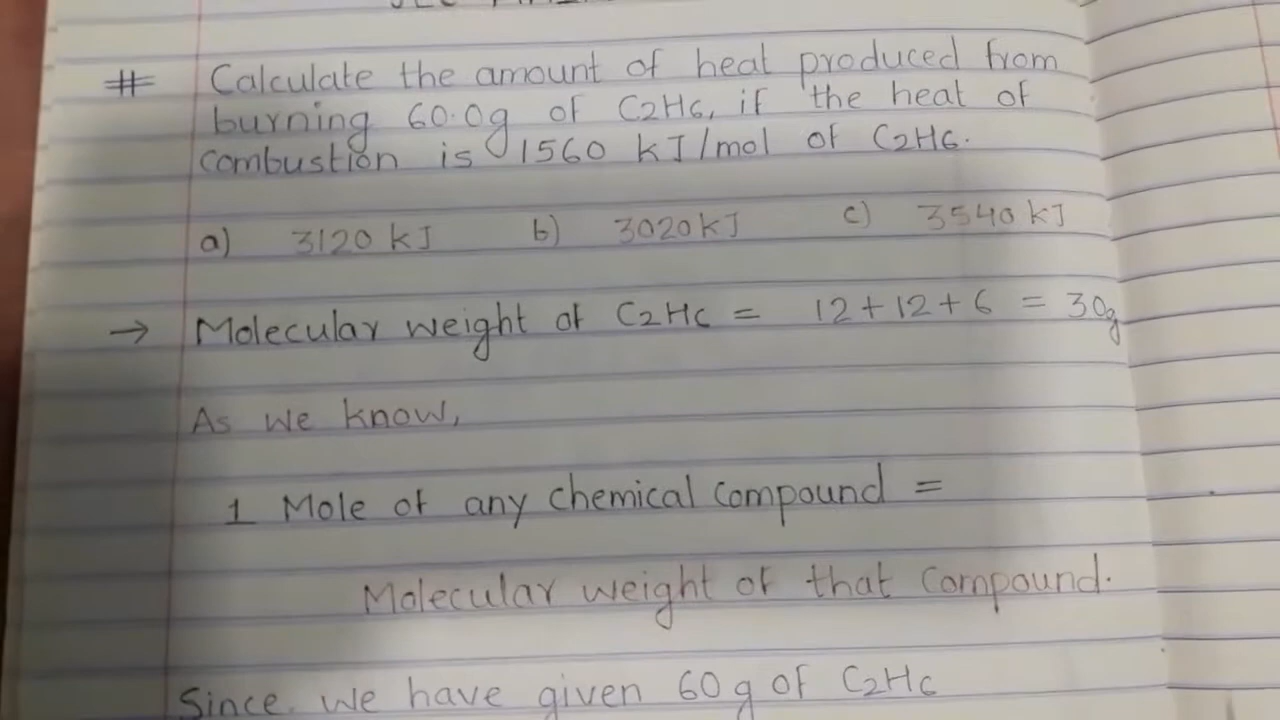 # Calculate the amount of heat produced from
burning 60.0g of C2H6, if the heat of
combustion is 1560 kJ/mol of C2H6.
a) 3120 kJ b) 3020 kJ c) 3540 kJ
→ Molecular weight of C2H6 = 12+12+6 = 30g
As we know,
1 Mole of any chemical compound =
Molecular weight of that compound.
Since, we have given 60 g of C2H6